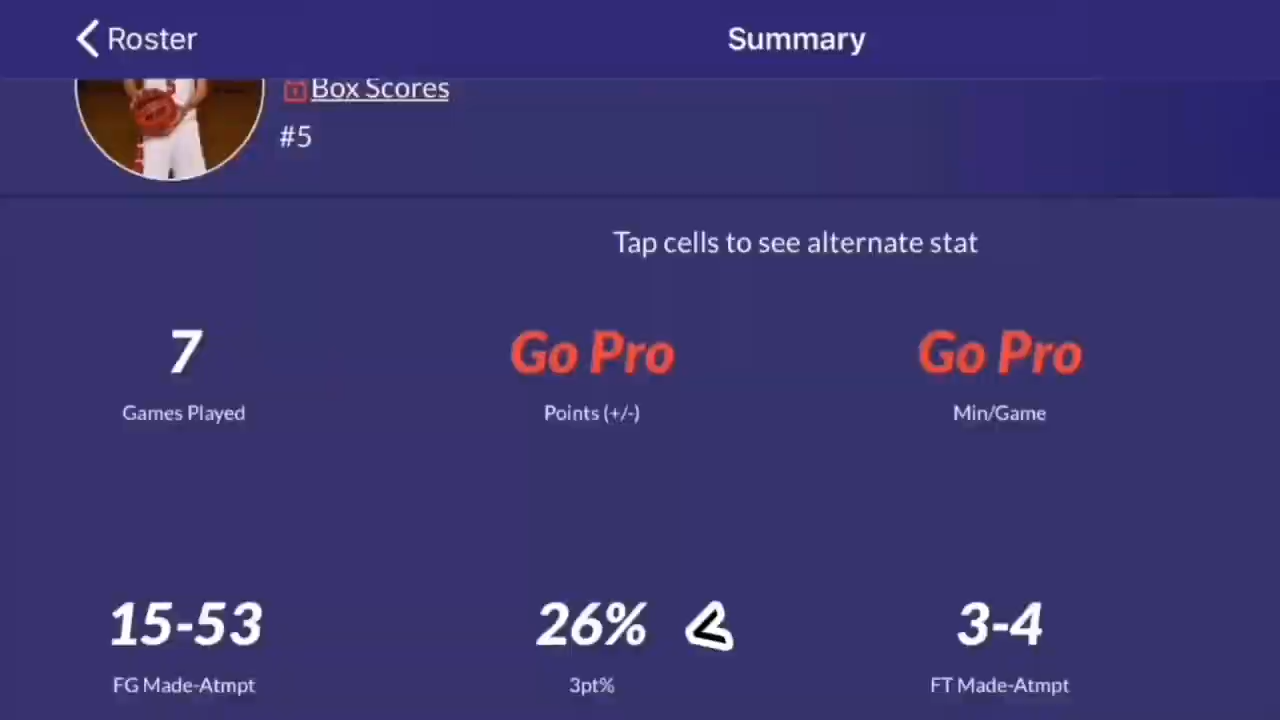 Roster
Summary
Box Scores
#5
Tap cells to see alternate stat
7
Go Pro
Go Pro
Games Played
Points (+/-)
Min/Game
15-53
26%
3-4
FG Made-Atmpt
3pt%
FT Made-Atmpt